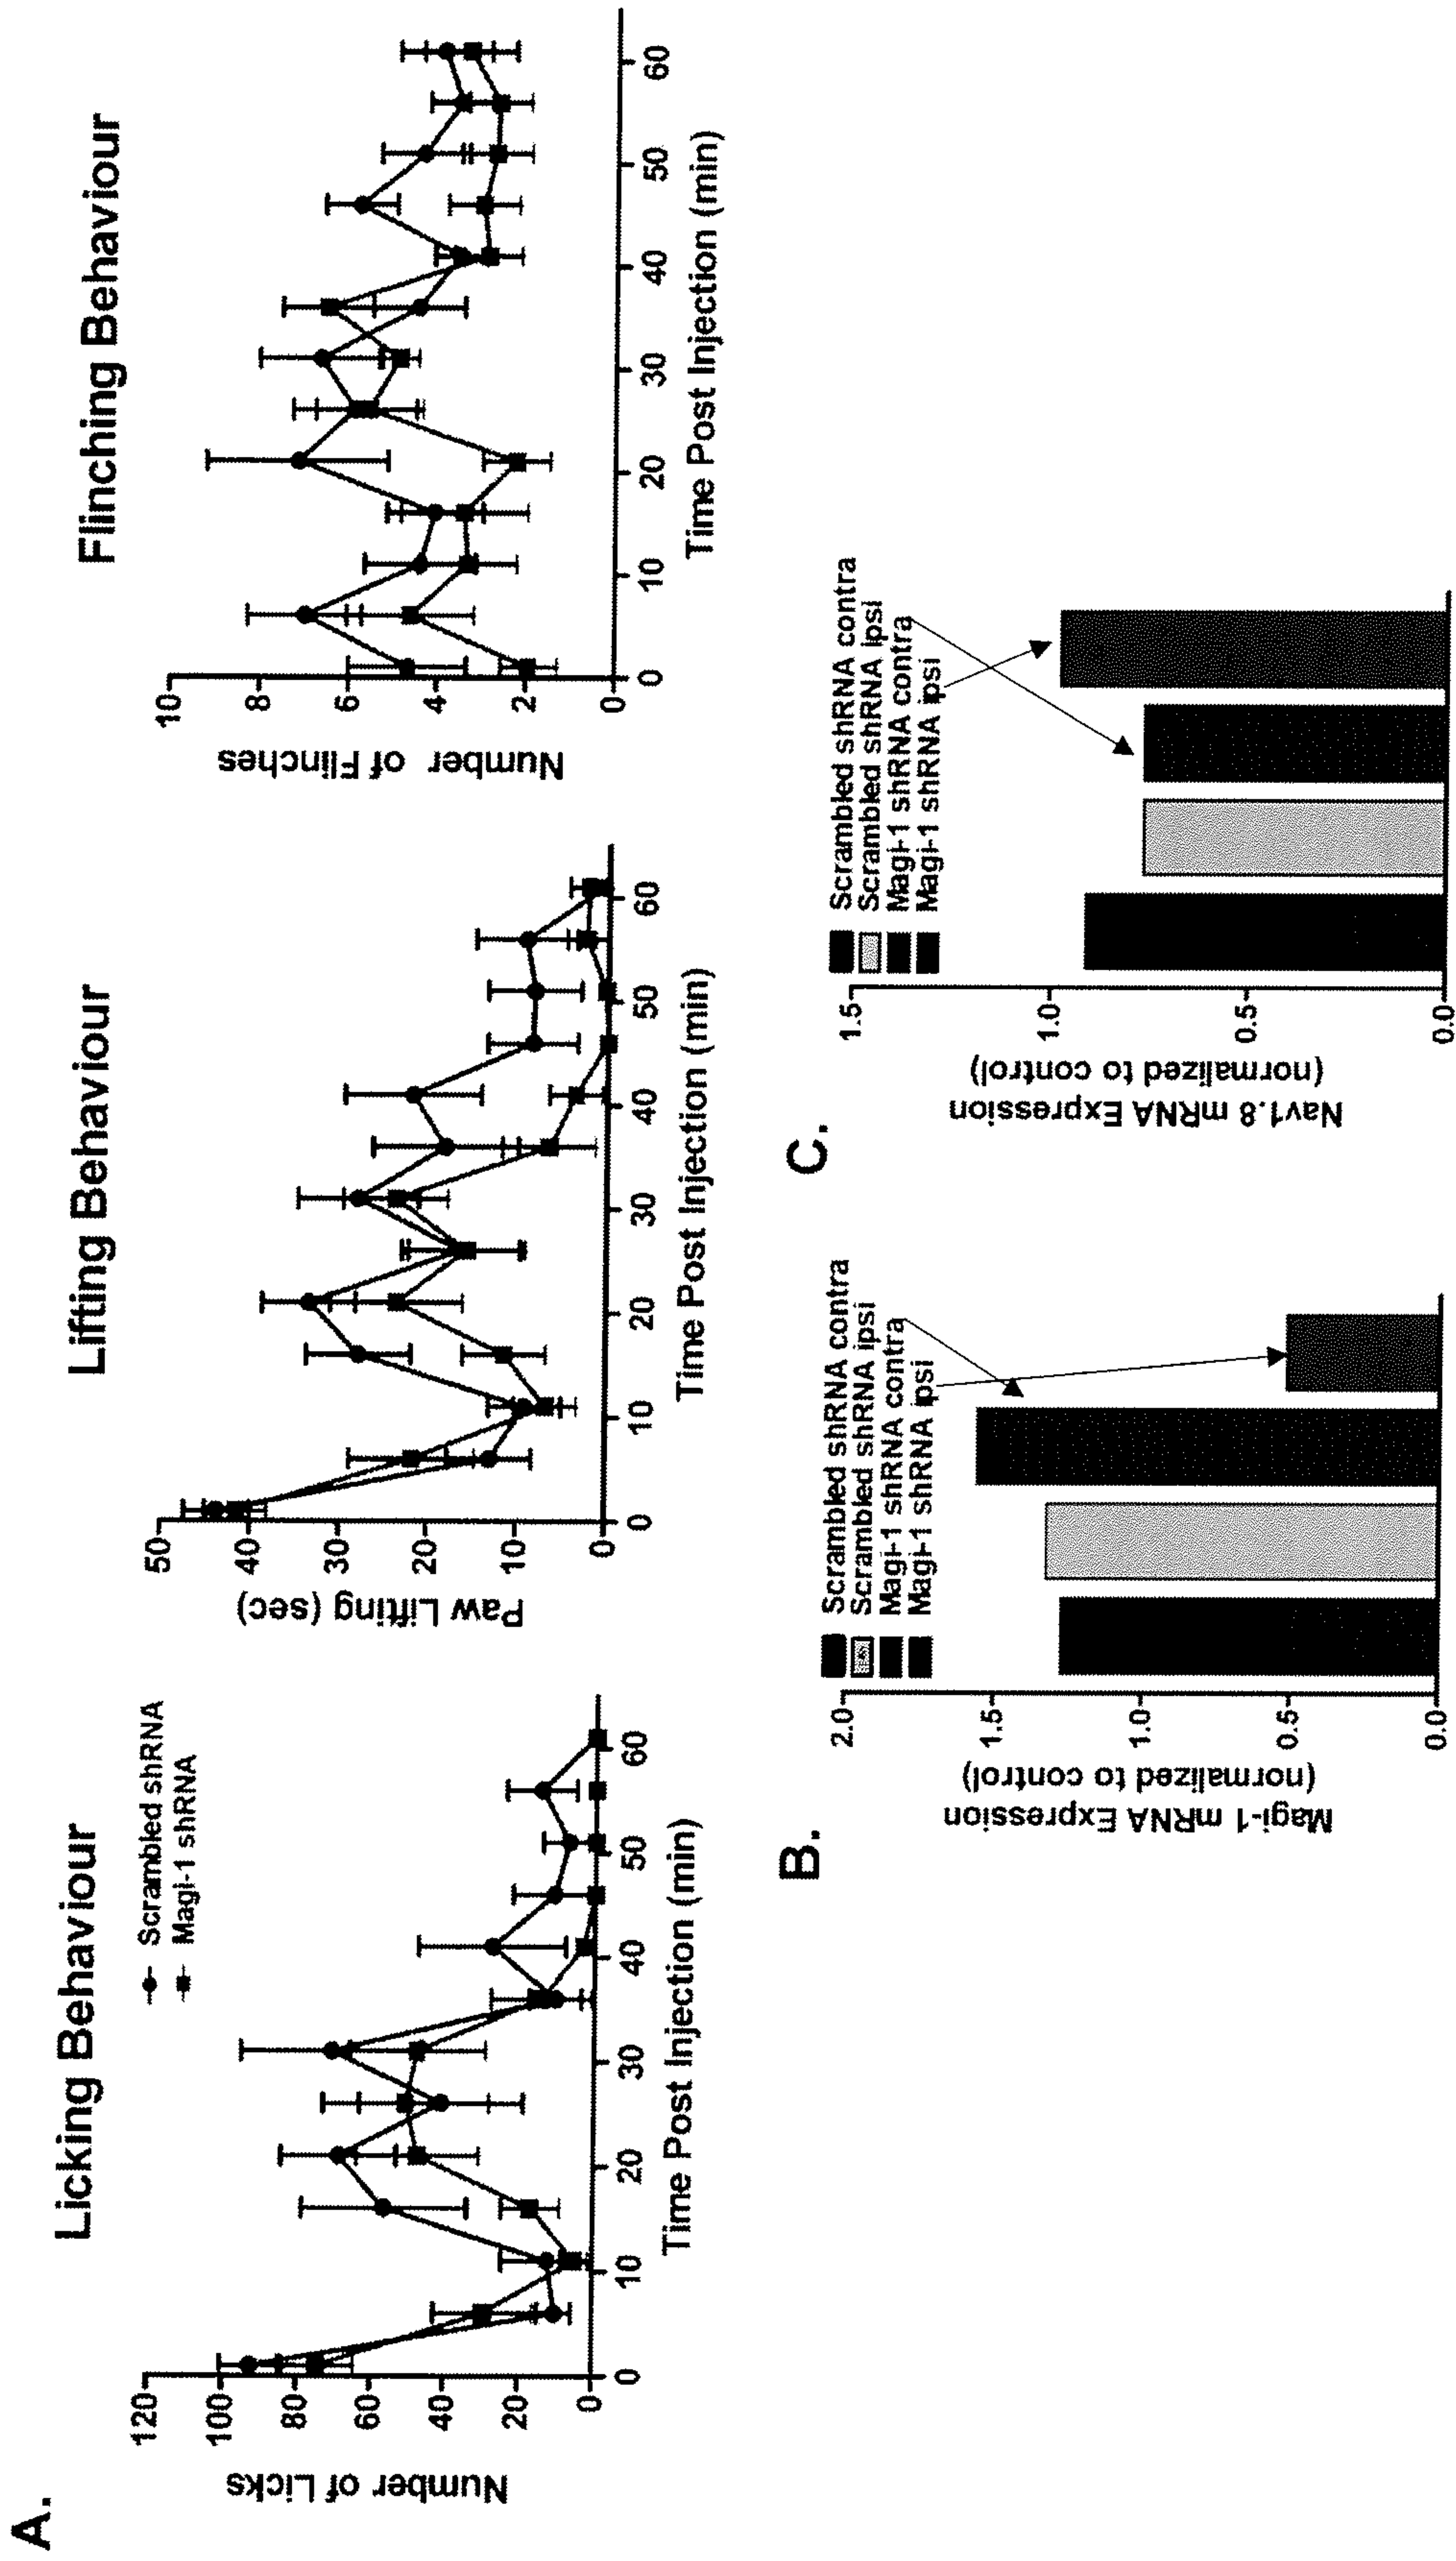 A.
Licking Behaviour
Scrambled shRNA
Magi-1 shRNA
Number of Licks
120
100
80
60
40
20
0
0 10 20 30 40 50 60
Time Post Injection (min)
Lifting Behaviour
Paw Lifting (sec)
50
40
30
20
10
0
0 10 20 30 40 50 60
Time Post Injection (min)
Flinching Behaviour
Number of Flinches
10
8
6
4
2
0
0 10 20 30 40 50 60
Time Post Injection (min)
B.
Magi-1 mRNA Expression
(normalized to control)
2.0
1.5
1.0
0.5
0.0
Scrambled shRNA contra
Scrambled shRNA ipsi
Magi-1 shRNA contra
Magi-1 shRNA ipsi
C.
Nav1.8 mRNA Expression
(normalized to control)
1.5
1.0
0.5
0.0
Scrambled shRNA contra
Scrambled shRNA ipsi
Magi-1 shRNA contra
Magi-1 shRNA ipsi